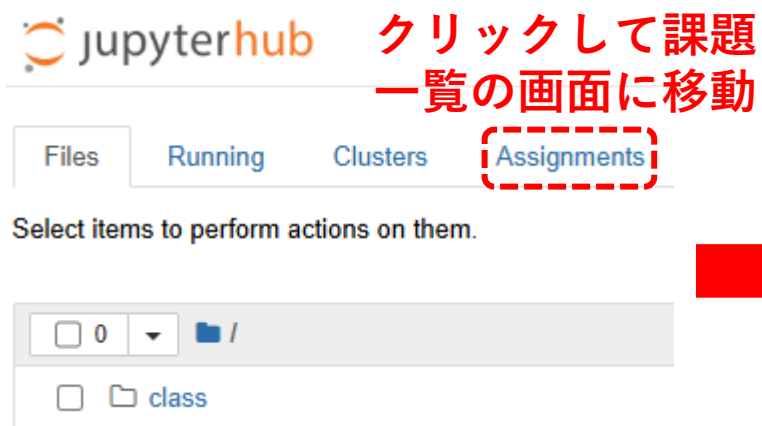 jupyterhub
クリックして課題
一覧の画面に移動
Files Running Clusters Assignments
Select items to perform actions on them.
0 /
class